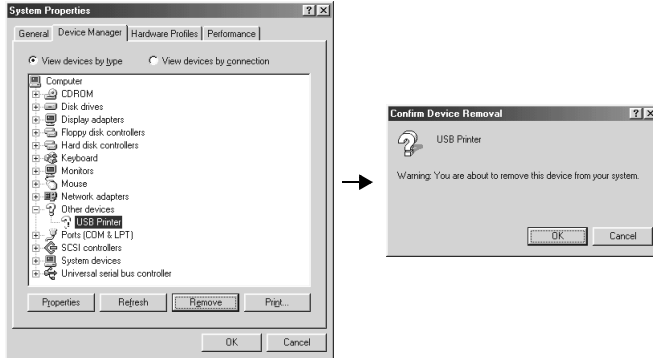 System Properties
General Device Manager Hardware Profiles Performance
View devices by type View devices by connection
Computer
CDROM
Disk drives
Display adapters
Floppy disk controllers
Hard disk controllers
Keyboard
Monitors
Mouse
Network adapters
Other devices
USB Printer
Ports (COM & LPT)
SCSI controllers
System devices
Universal serial bus controller
Properties Refresh Remove Print...
OK Cancel
Confirm Device Removal
USB Printer
Warning: You are about to remove this device from your system.
OK Cancel